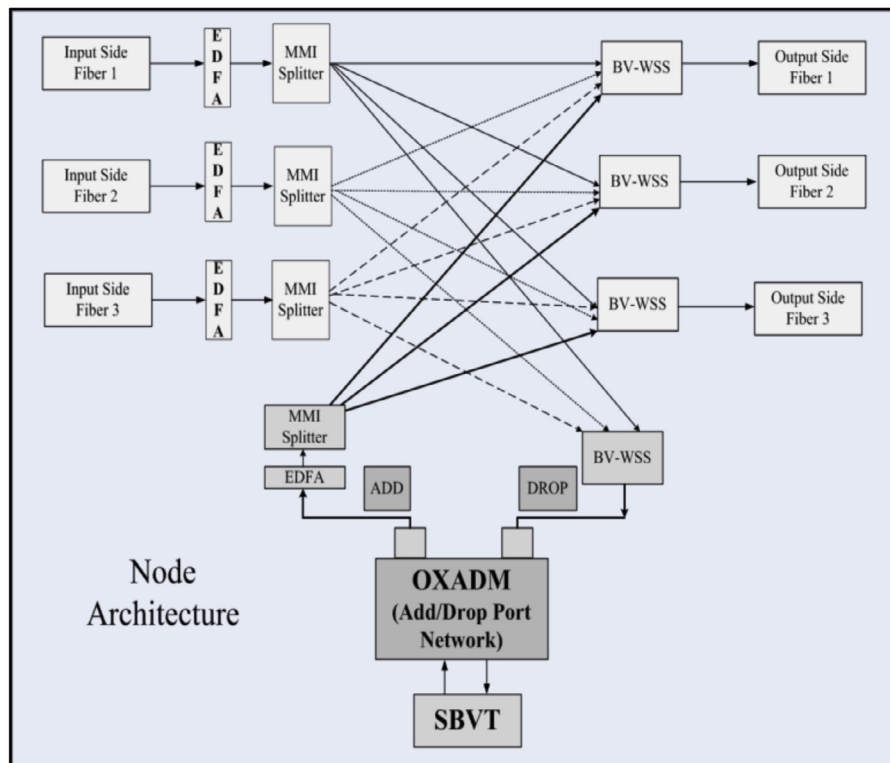 Input Side
Fiber 1
E
D
F
A
MMI
Splitter
BV-WSS
Output Side
Fiber 1
Input Side
Fiber 2
E
D
F
A
MMI
Splitter
BV-WSS
Output Side
Fiber 2
Input Side
Fiber 3
E
D
F
A
MMI
Splitter
BV-WSS
Output Side
Fiber 3
MMI
Splitter
BV-WSS
EDFA
ADD
DROP
Node
Architecture
OXADM
(Add/Drop Port
Network)
SBVT